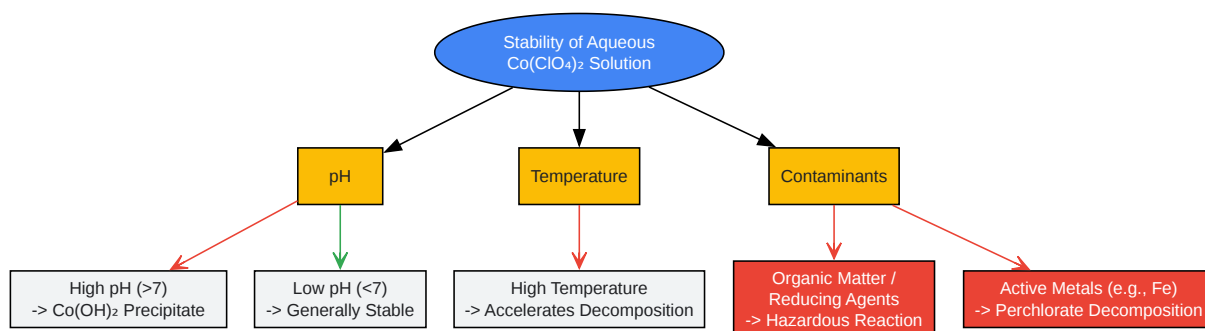 Stability of Aqueous
Co(ClO₄)₂ Solution
pH
Temperature
Contaminants
High pH (>7)
-> Co(OH)₂ Precipitate
Low pH (<7)
-> Generally Stable
High Temperature
-> Accelerates Decomposition
Organic Matter /
Reducing Agents
-> Hazardous Reaction
Active Metals (e.g., Fe)
-> Perchlorate Decomposition